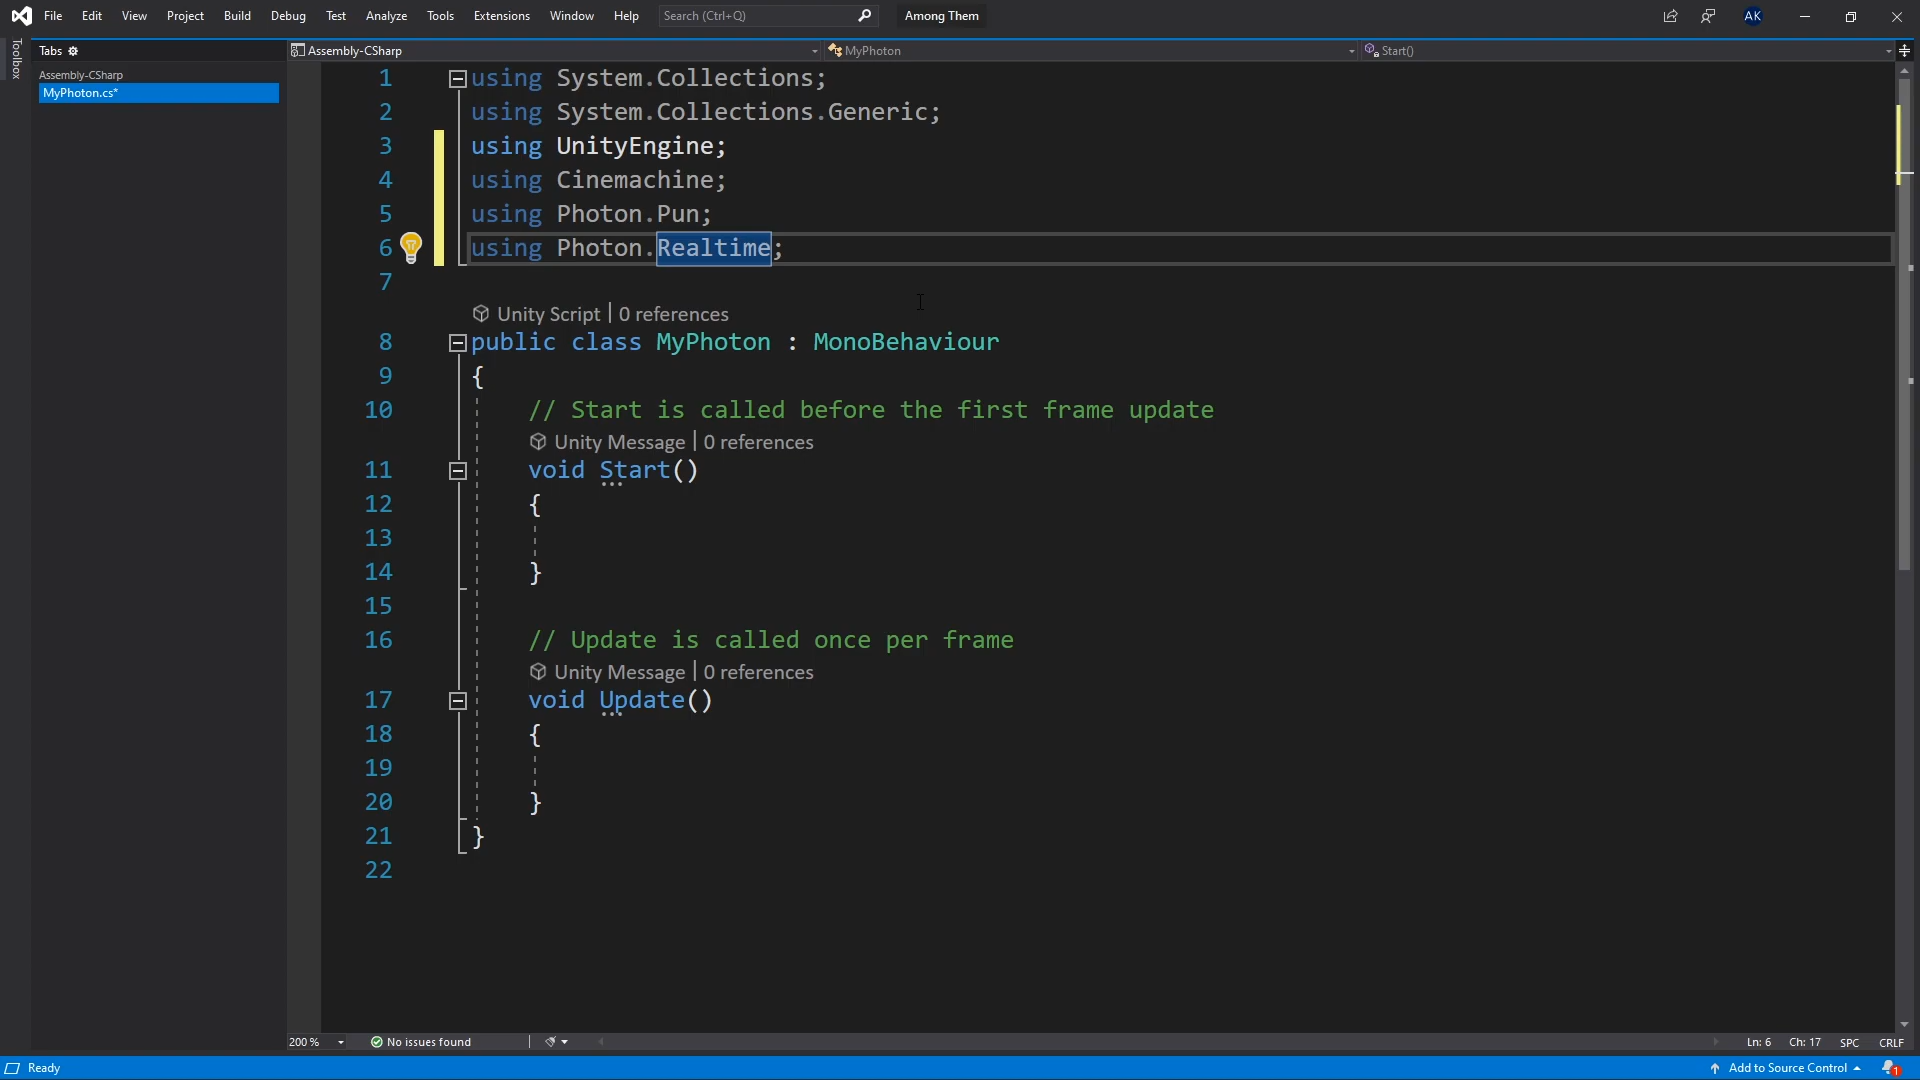 File Edit View Project Build Debug Test Analyze Tools Extensions Window Help Search (Ctrl+Q) Among Them AK
Toolbox
Tabs
Assembly-CSharp
MyPhoton.cs*
Assembly-CSharp MyPhoton Start()
1 using System.Collections;
2 using System.Collections.Generic;
3 using UnityEngine;
4 using Cinemachine;
5 using Photon.Pun;
6 using Photon.Realtime;
7
Unity Script | 0 references
8 public class MyPhoton : MonoBehaviour
9 {
10 // Start is called before the first frame update
Unity Message | 0 references
11 void Start()
12 {
13
14 }
15
16 // Update is called once per frame
Unity Message | 0 references
17 void Update()
18 {
19
20 }
21 }
22
200 % No issues found Ln: 6 Ch: 17 SPC CRLF
Ready Add to Source Control 1